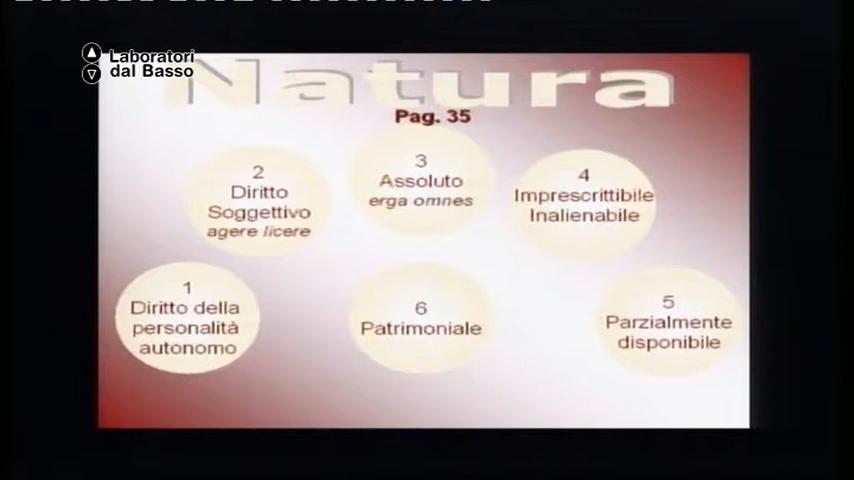 Laboratori
dal Basso
Natura
Pag. 35
2
Diritto
Soggettivo
agere licere
3
Assoluto
erga omnes
4
Imprescrittibile
Inalienabile
1
Diritto della
personalità
autonomo
6
Patrimoniale
5
Parzialmente
disponibile